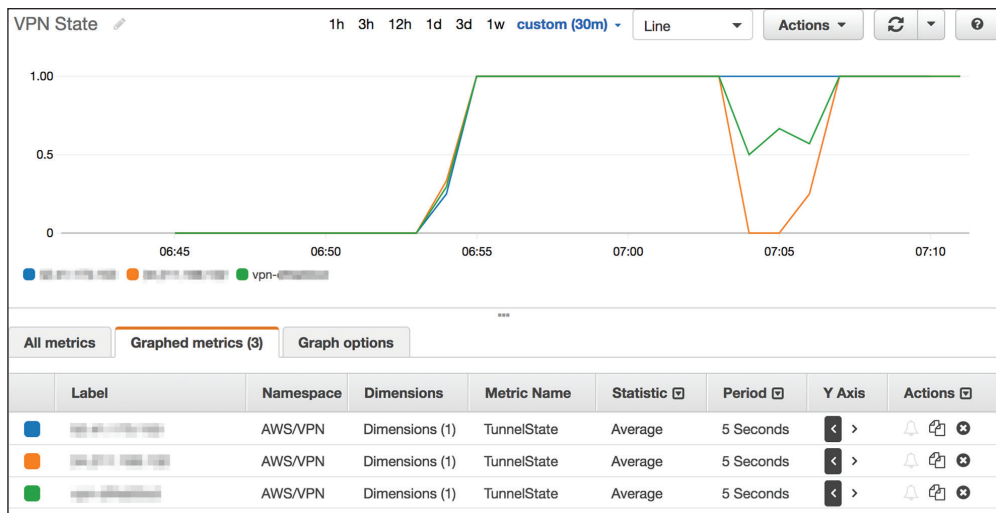 VPN State 1h 3h 12h 1d 3d 1w custom (30m) Line Actions
1.00
0.5
0
06:45 06:50 06:55 07:00 07:05 07:10
vpn-
All metrics Graphed metrics (3) Graph options
Label Namespace Dimensions Metric Name Statistic Period Y Axis Actions
AWS/VPN Dimensions (1) TunnelState Average 5 Seconds < >
AWS/VPN Dimensions (1) TunnelState Average 5 Seconds < >
AWS/VPN Dimensions (1) TunnelState Average 5 Seconds < >